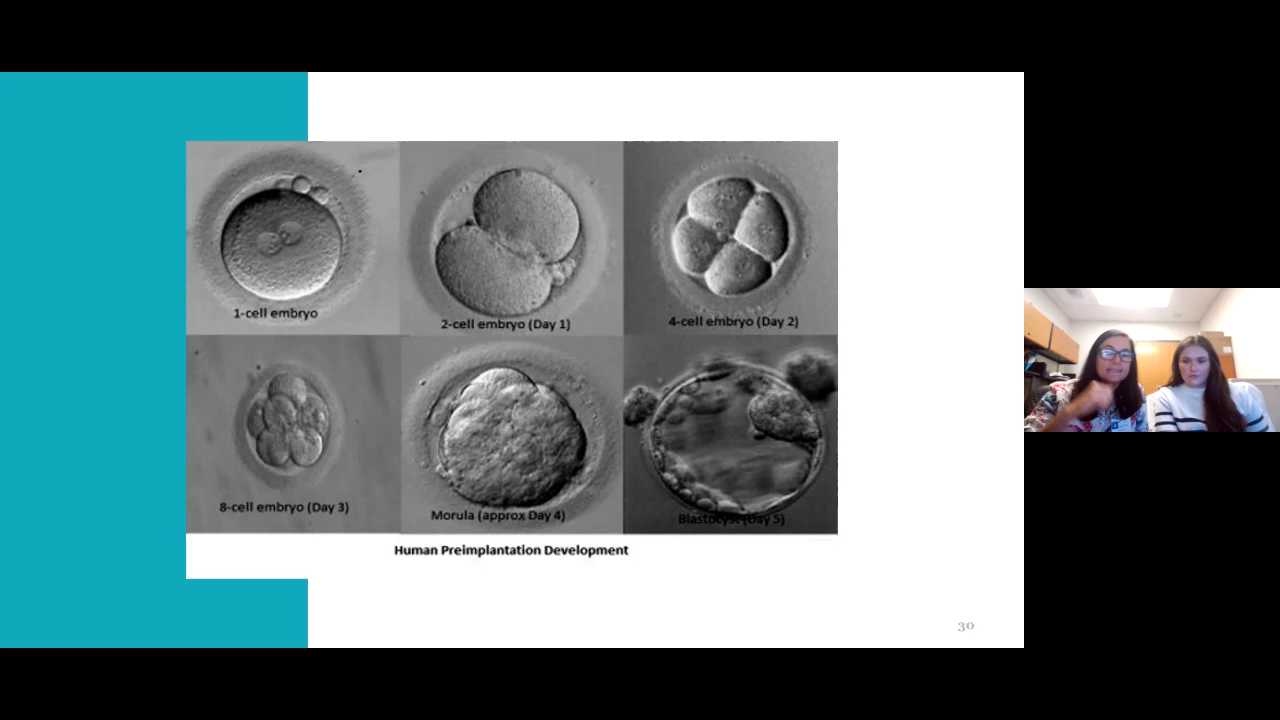 1-cell embryo
2-cell embryo (Day 1)
4-cell embryo (Day 2)
8-cell embryo (Day 3)
Morula (approx Day 4)
Blastocyst (Day 5)
Human Preimplantation Development
30